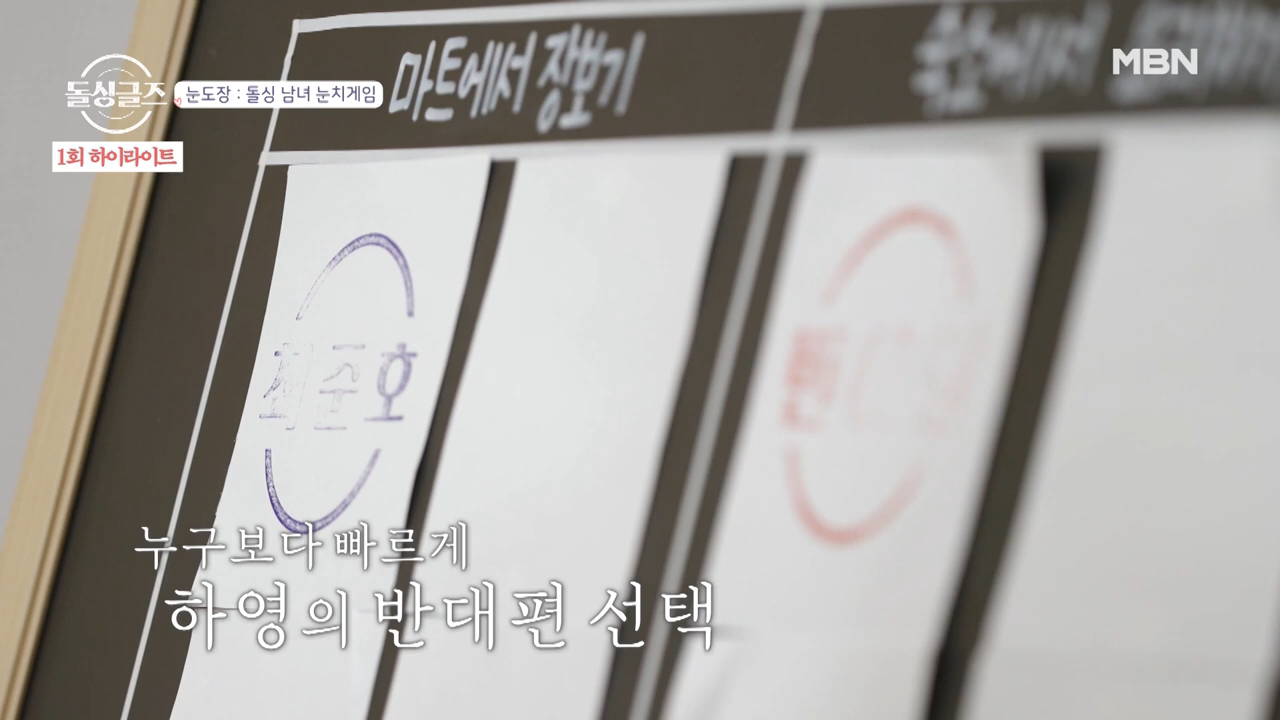 마트에서 장보기
MBN
돌싱글즈
눈도장 : 돌싱 남녀 눈치게임
1회 하이라이트
최준호
누구보다 빠르게
하영의 반대편 선택